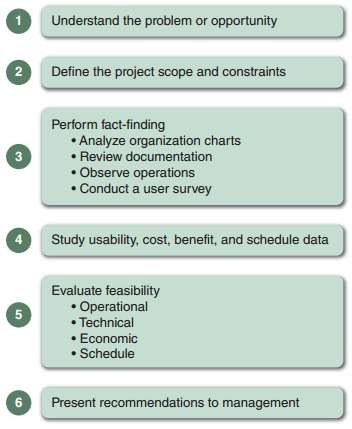 1 Understand the problem or opportunity
2 Define the project scope and constraints
3
Perform fact-finding
• Analyze organization charts
• Review documentation
• Observe operations
• Conduct a user survey
4 Study usability, cost, benefit, and schedule data
5
Evaluate feasibility
• Operational
• Technical
• Economic
• Schedule
6 Present recommendations to management